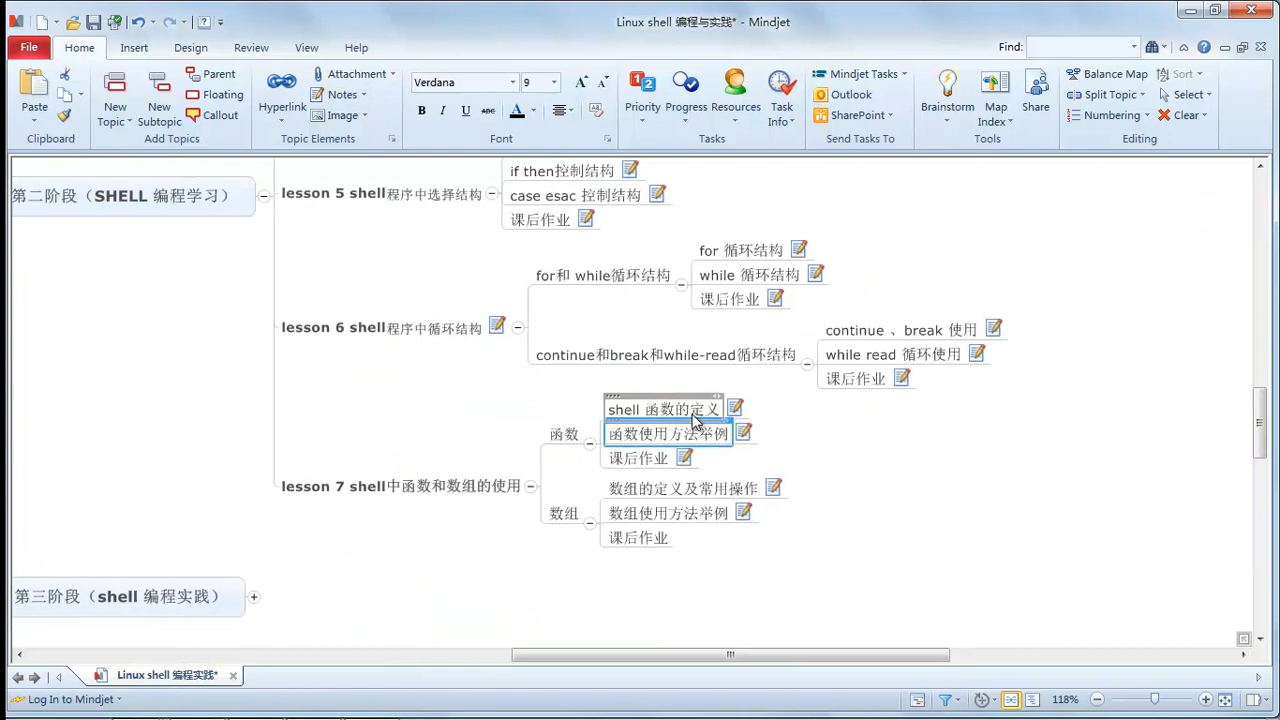 Linux shell 编程与实践* - Mindjet
File Home Insert Design Review View Help Find:
Paste
Clipboard
New Topic
New Subtopic
Parent
Floating
Callout
Add Topics
Hyperlink
Attachment
Notes
Image
Topic Elements
Verdana 9
B I U abc A
Font
Priority
Progress
Resources
Task Info
Tasks
Mindjet Tasks
Outlook
SharePoint
Send Tasks To
Brainstorm
Map Index
Share
Tools
Balance Map
Split Topic
Numbering
Sort
Select
Clear
Editing
第二阶段（SHELL 编程学习）
lesson 5 shell程序中选择结构
if then控制结构
case esac 控制结构
课后作业
lesson 6 shell程序中循环结构
for和 while循环结构
for 循环结构
while 循环结构
课后作业
continue和break和while-read循环结构
continue 、break 使用
while read 循环使用
课后作业
lesson 7 shell中函数和数组的使用
函数
shell 函数的定义
函数使用方法举例
课后作业
数组
数组的定义及常用操作
数组使用方法举例
课后作业
第三阶段（shell 编程实践）
Linux shell 编程实践*
Log In to Mindjet
118%